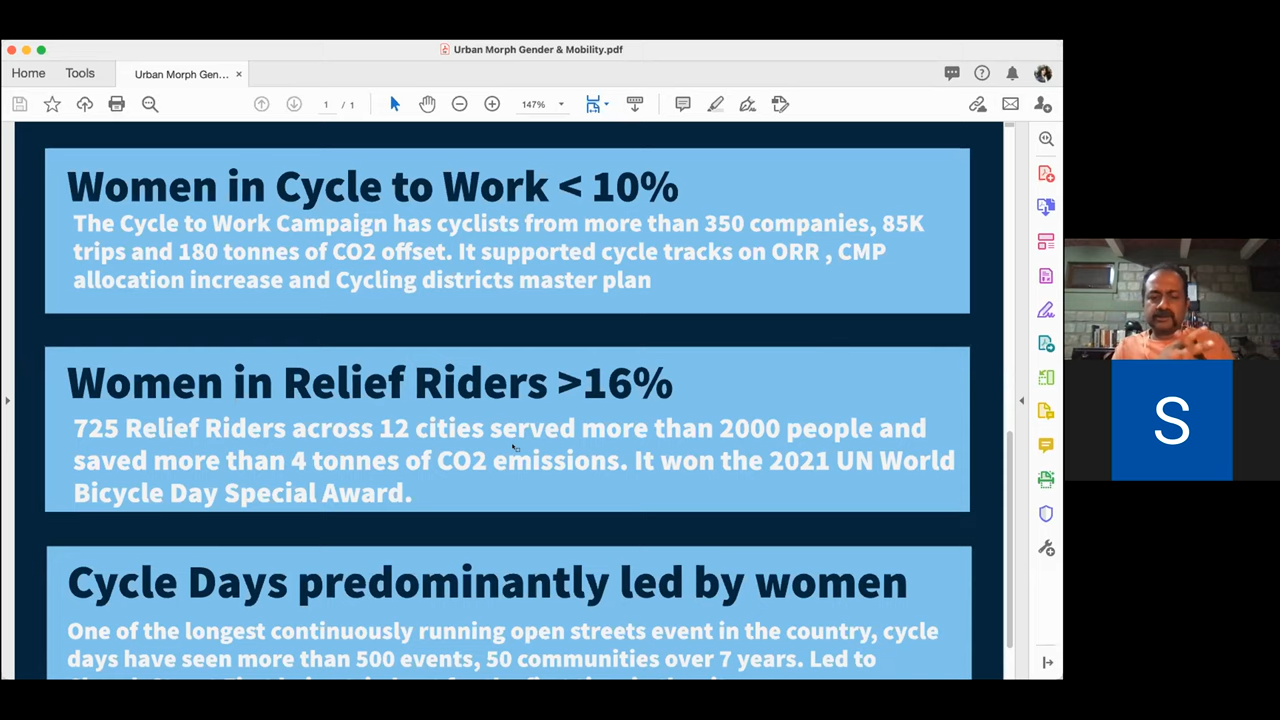 Urban Morph Gender & Mobility.pdf
Home Tools Urban Morph Gen... ×
1 / 1 147%
Women in Cycle to Work < 10%
The Cycle to Work Campaign has cyclists from more than 350 companies, 85K
trips and 180 tonnes of CO2 offset. It supported cycle tracks on ORR , CMP
allocation increase and Cycling districts master plan
Women in Relief Riders >16%
725 Relief Riders across 12 cities served more than 2000 people and
saved more than 4 tonnes of CO2 emissions. It won the 2021 UN World
Bicycle Day Special Award.
S
Cycle Days predominantly led by women
One of the longest continuously running open streets event in the country, cycle
days have seen more than 500 events, 50 communities over 7 years. Led to